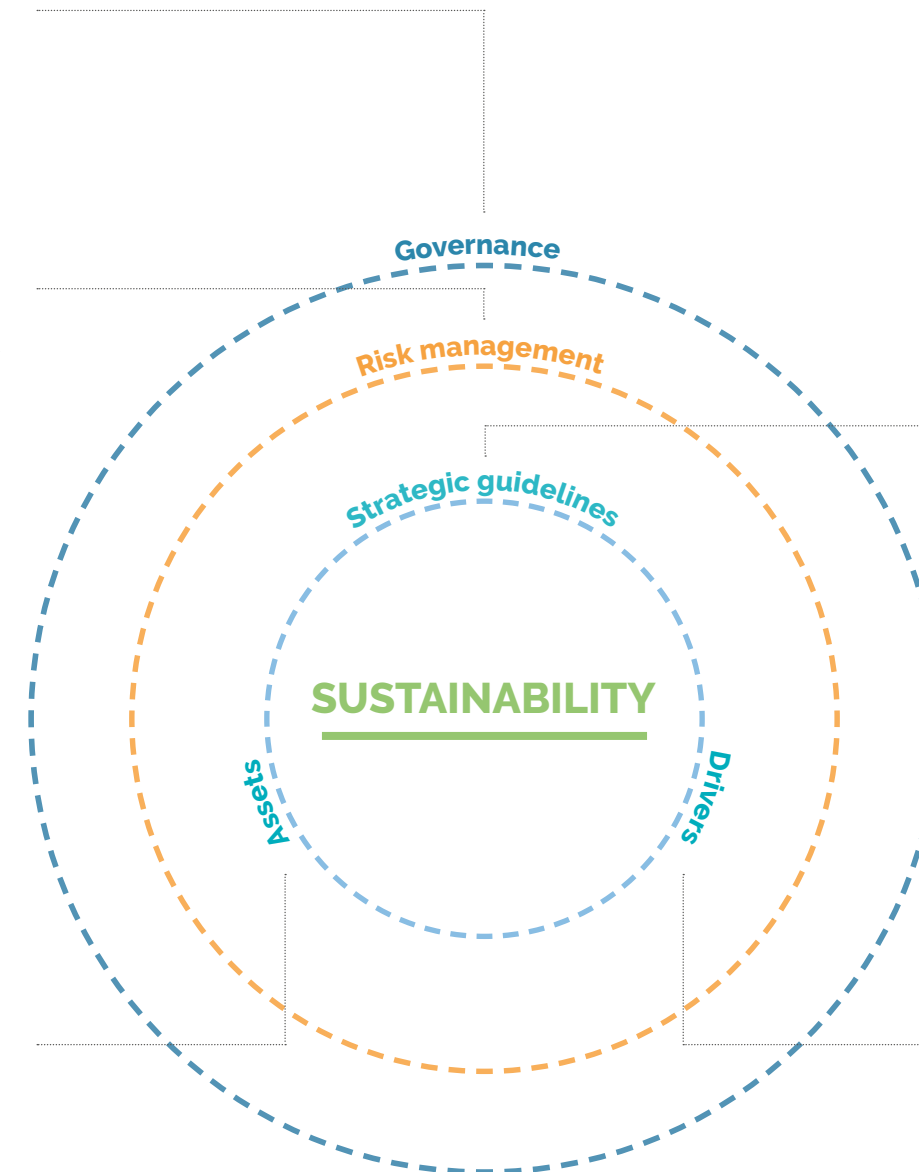 Governance
Risk management
Strategic guidelines
SUSTAINABILITY
Assets
Drivers